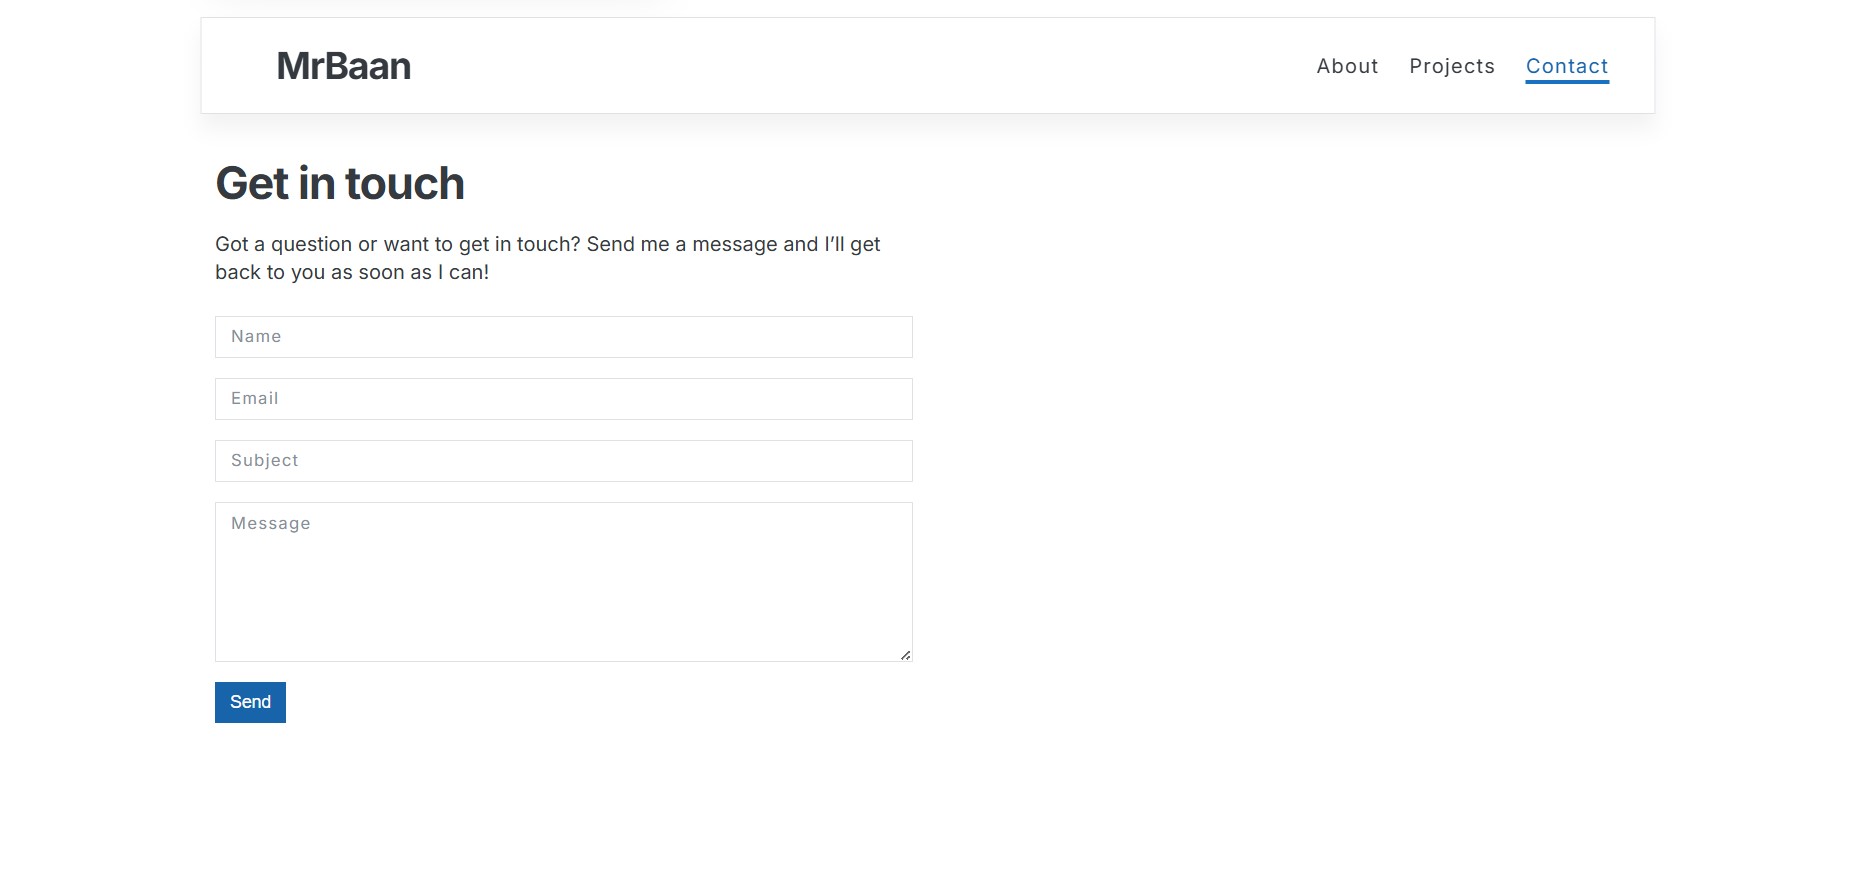 MrBaan
About Projects Contact
Get in touch
Got a question or want to get in touch? Send me a message and I’ll get
back to you as soon as I can!
Name
Email
Subject
Message
Send